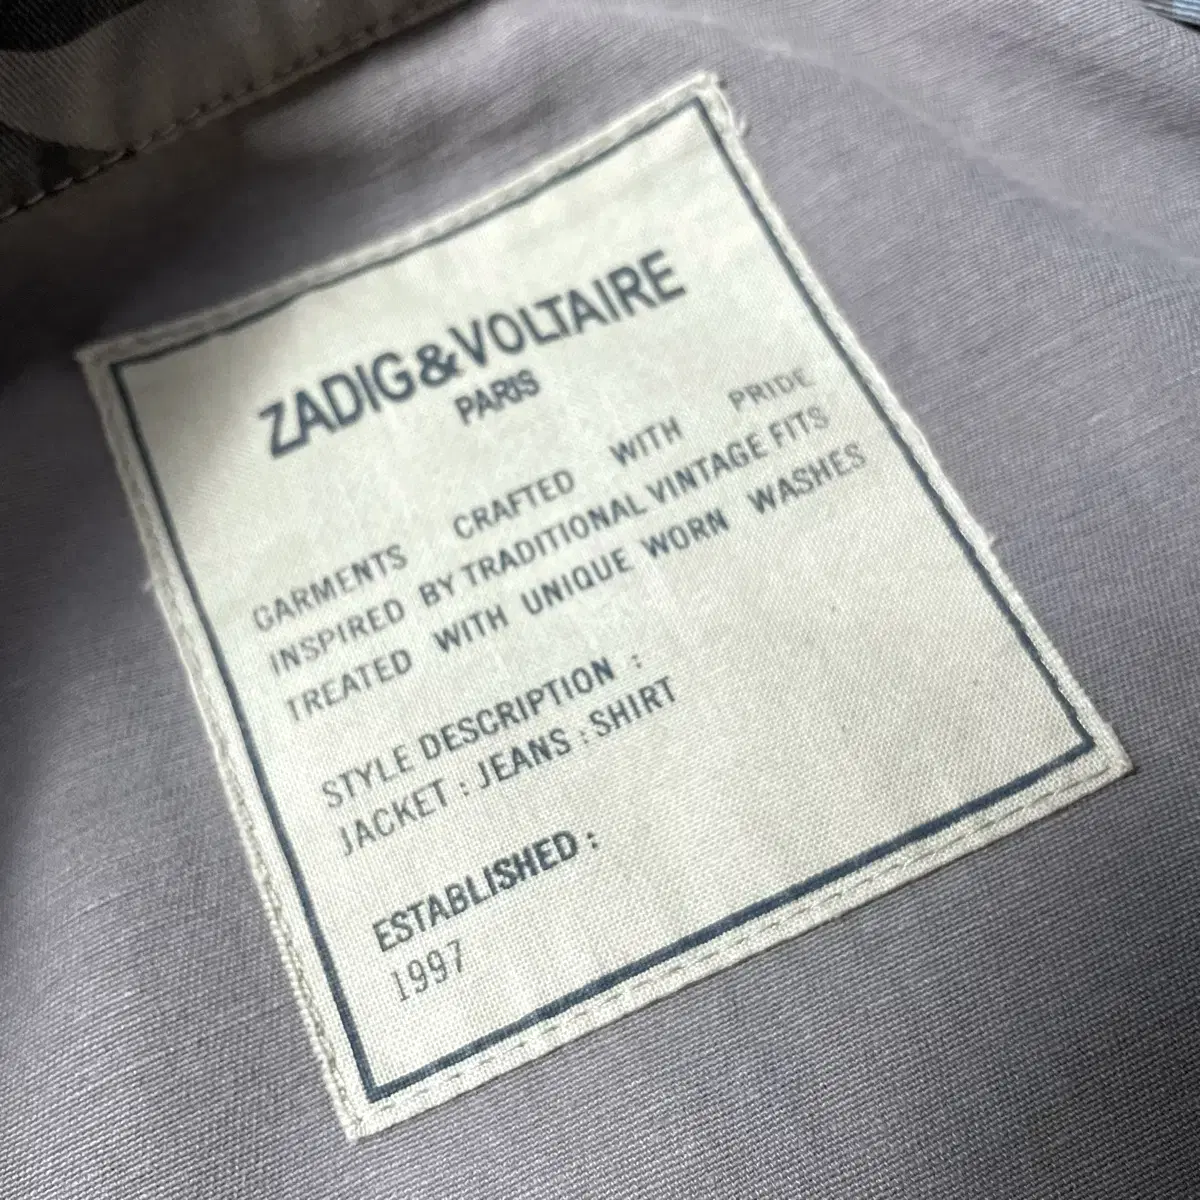 ZADIG&VOLTAIRE
PARIS
GARMENTS CRAFTED WITH PRIDE
INSPIRED BY TRADITIONAL VINTAGE FITS
TREATED WITH UNIQUE WORN WASHES
STYLE DESCRIPTION :
JACKET : JEANS : SHIRT
ESTABLISHED :
1997